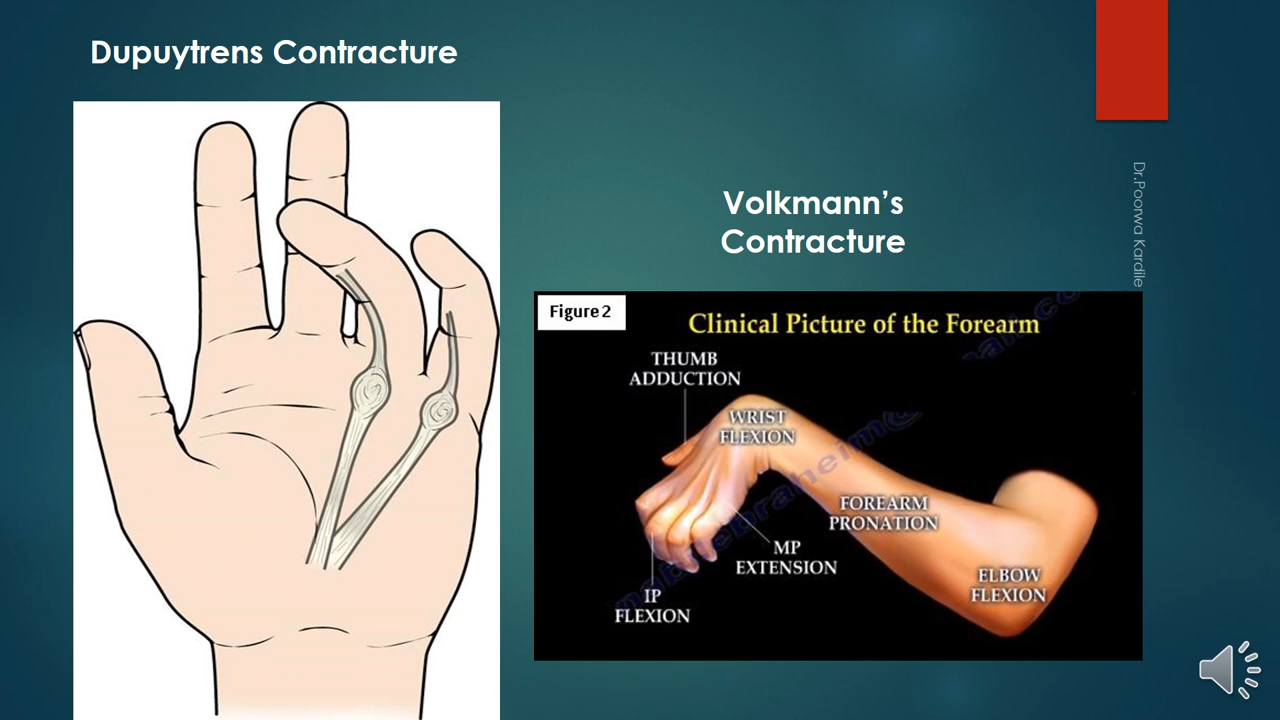 Dupuytrens Contracture
Volkmann’s
Contracture
Dr.Poorwa Kardile
Figure 2
Clinical Picture of the Forearm
THUMB
ADDUCTION
WRIST
FLEXION
FOREARM
PRONATION
MP
EXTENSION
ELBOW
FLEXION
IP
FLEXION